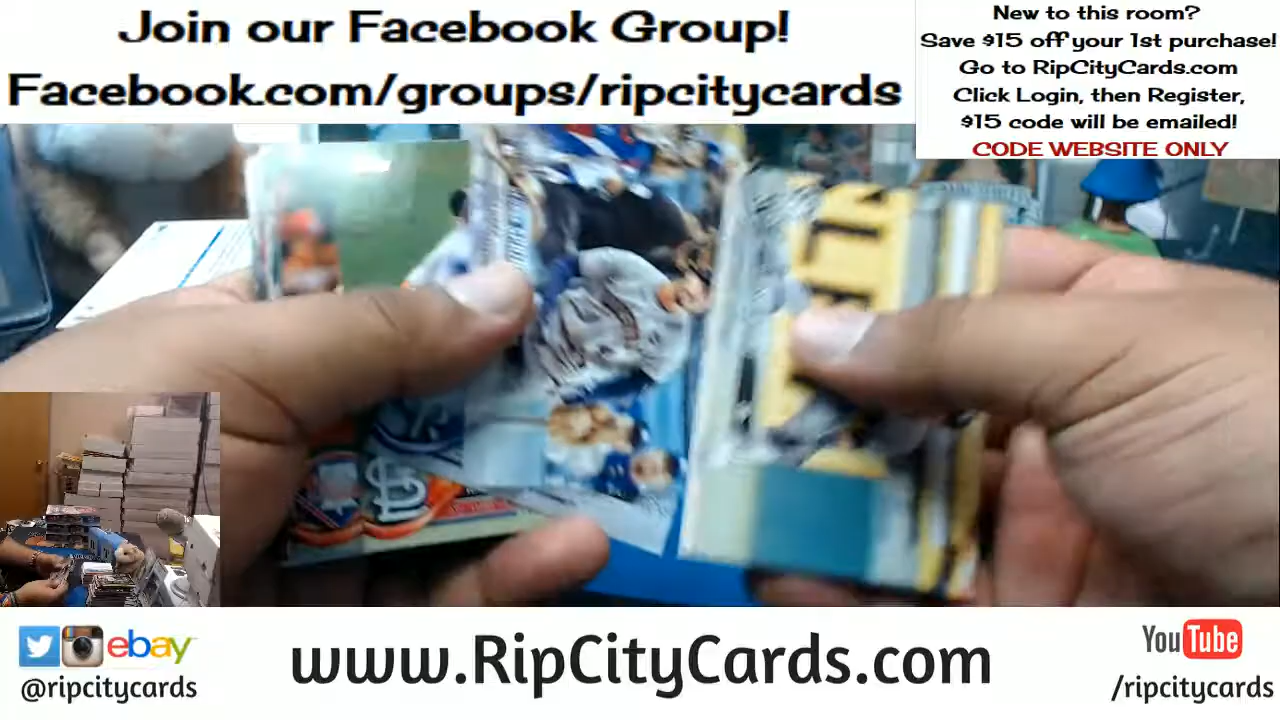 Join our Facebook Group!
Facebook.com/groups/ripcitycards
New to this room?
Save $15 off your 1st purchase!
Go to RipCityCards.com
Click Login, then Register,
$15 code will be emailed!
CODE WEBSITE ONLY
ebay
@ripcitycards
www.RipCityCards.com
YouTube
/ripcitycards